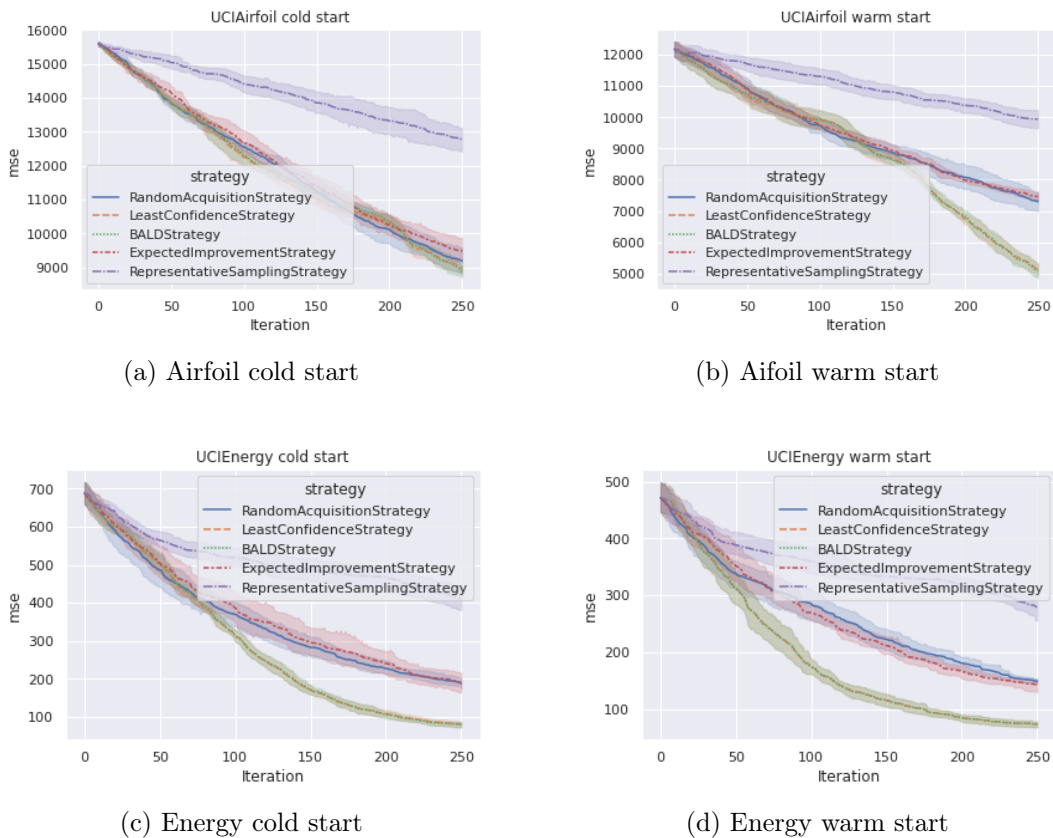 UCIAirfoil cold start
16000
15000
14000
13000
12000
11000
10000
9000
mse
strategy
RandomAcquisitionStrategy
LeastConfidenceStrategy
BALDStrategy
ExpectedImprovementStrategy
RepresentativeSamplingStrategy
0 50 100 150 200 250
Iteration
(a) Airfoil cold start
UCIAirfoil warm start
12000
11000
10000
9000
8000
7000
6000
5000
mse
strategy
RandomAcquisitionStrategy
LeastConfidenceStrategy
BALDStrategy
ExpectedImprovementStrategy
RepresentativeSamplingStrategy
0 50 100 150 200 250
Iteration
(b) Aifoil warm start
UCIEnergy cold start
700
600
500
400
300
200
100
mse
strategy
RandomAcquisitionStrategy
LeastConfidenceStrategy
BALDStrategy
ExpectedImprovementStrategy
RepresentativeSamplingStrategy
0 50 100 150 200 250
Iteration
(c) Energy cold start
UCIEnergy warm start
500
400
300
200
100
mse
strategy
RandomAcquisitionStrategy
LeastConfidenceStrategy
BALDStrategy
ExpectedImprovementStrategy
RepresentativeSamplingStrategy
0 50 100 150 200 250
Iteration
(d) Energy warm start